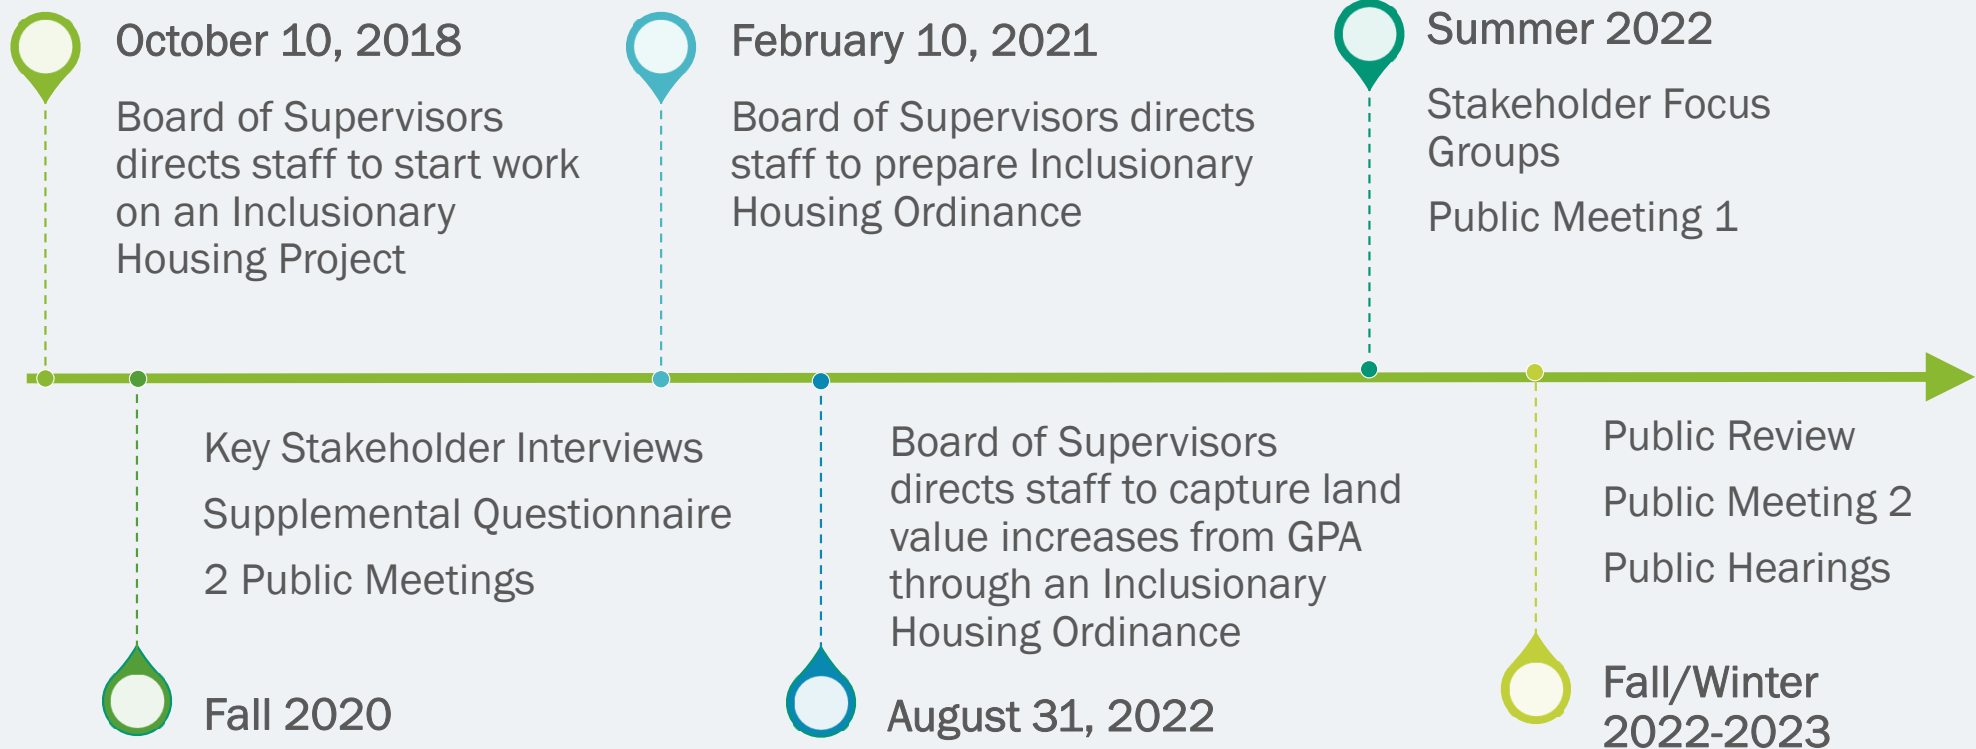 October 10, 2018
Board of Supervisors
directs staff to start work
on an Inclusionary
Housing Project
February 10, 2021
Board of Supervisors directs
staff to prepare Inclusionary
Housing Ordinance
Summer 2022
Stakeholder Focus
Groups
Public Meeting 1
Key Stakeholder Interviews
Supplemental Questionnaire
2 Public Meetings
Fall 2020
Board of Supervisors
directs staff to capture land
value increases from GPA
through an Inclusionary
Housing Ordinance
August 31, 2022
Public Review
Public Meeting 2
Public Hearings
Fall/Winter
2022-2023